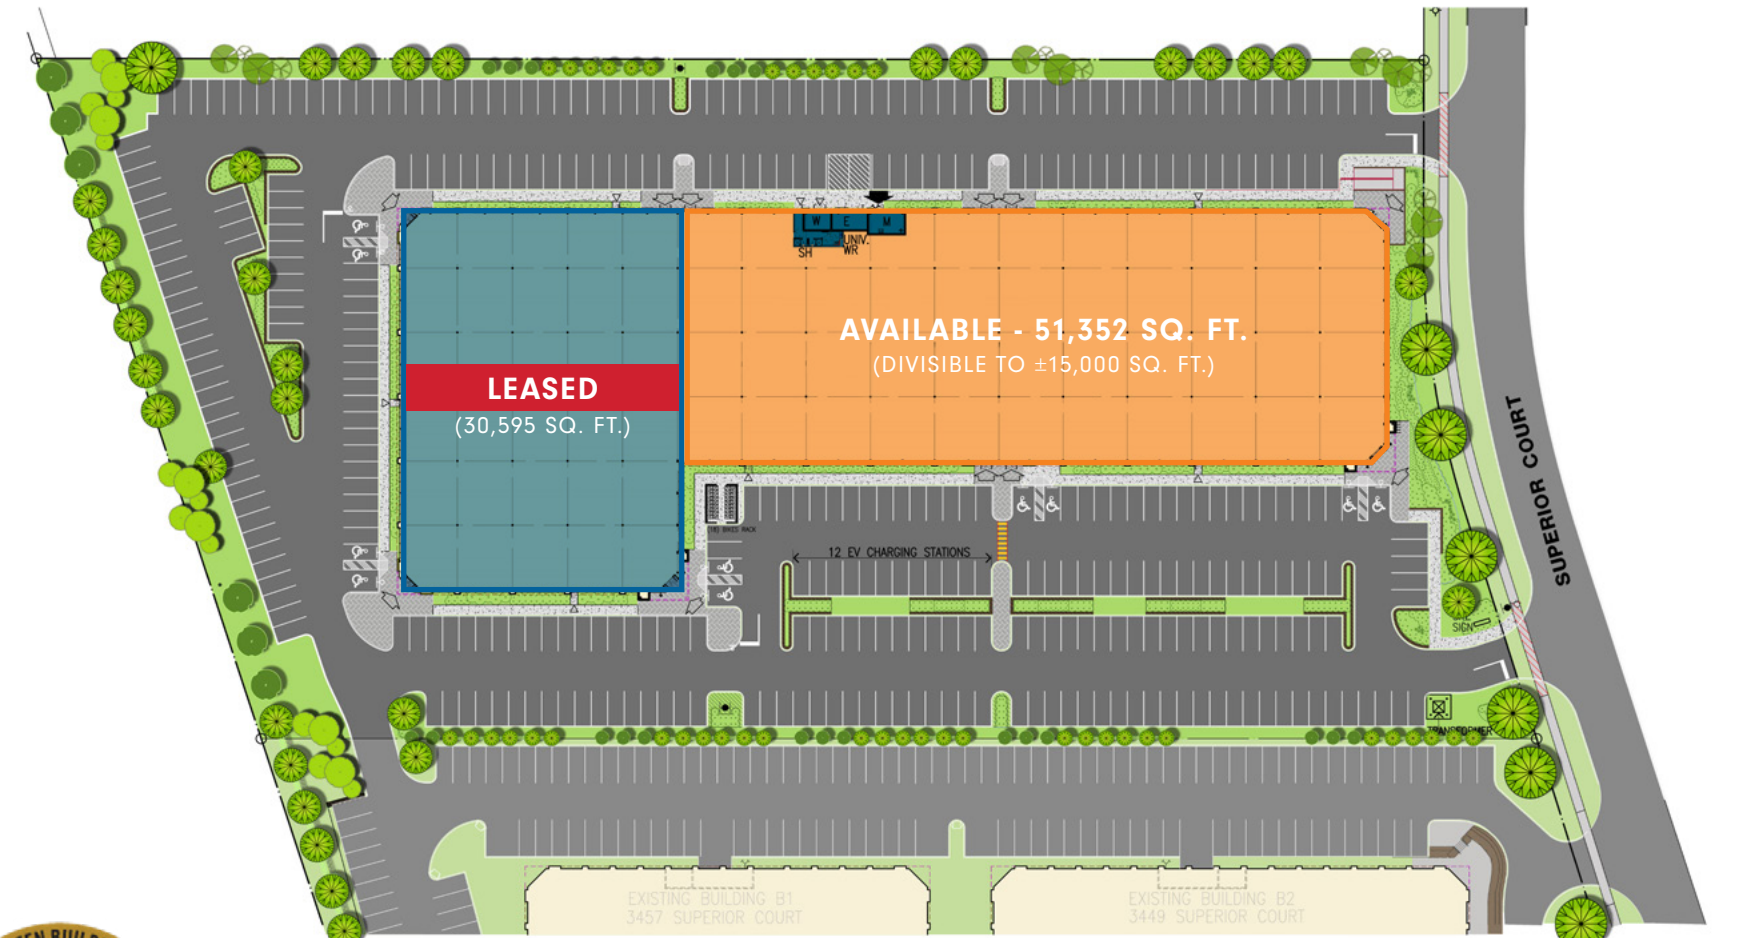 W E M
SH
UNIV.
WR
AVAILABLE - 51,352 SQ. FT.
(DIVISIBLE TO ±15,000 SQ. FT.)
LEASED
(30,595 SQ. FT.)
SUPERIOR COURT
BIKES RACK
12 EV CHARGING STATIONS
SIGN
TRANSFORMER
EXISTING BUILDING B1
3457 SUPERIOR COURT
EXISTING BUILDING B2
3449 SUPERIOR COURT